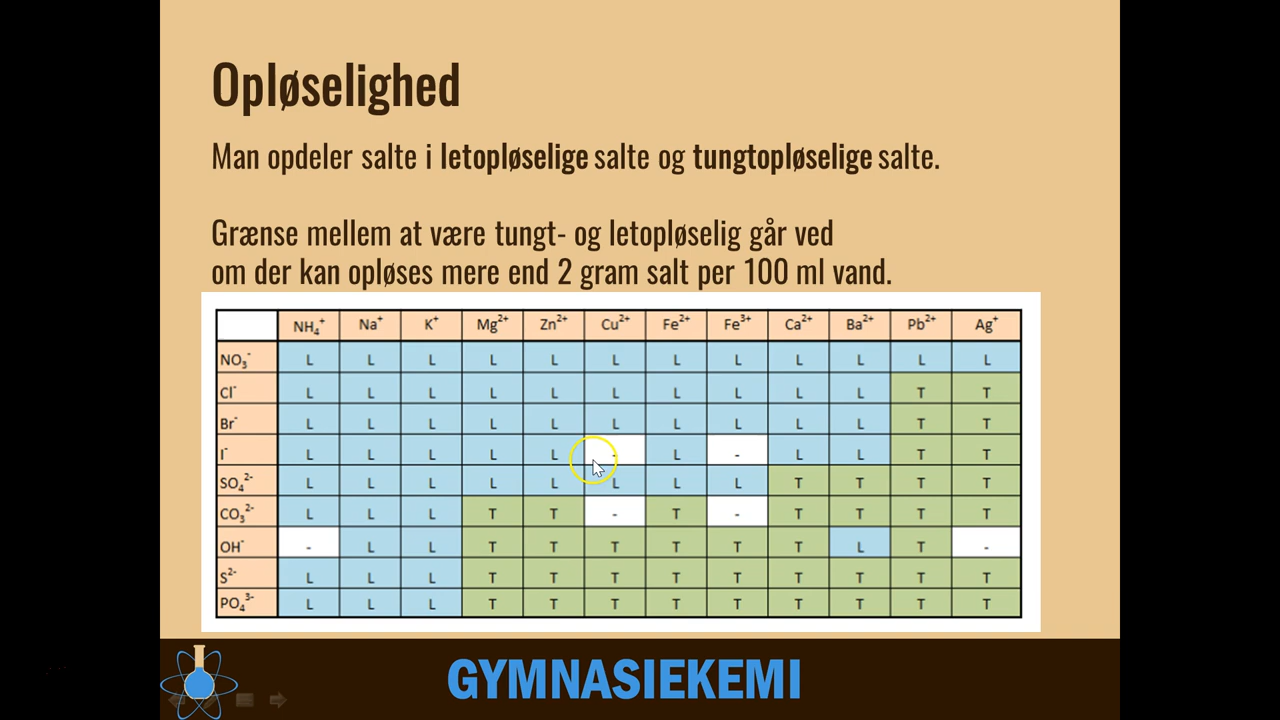 Opløselighed
Man opdeler salte i letopløselige salte og tungtopløselige salte.
Grænse mellem at være tungt- og letopløselig går ved
om der kan opløses mere end 2 gram salt per 100 ml vand.
NH₄⁺ Na⁺ K⁺ Mg²⁺ Zn²⁺ Cu²⁺ Fe²⁺ Fe³⁺ Ca²⁺ Ba²⁺ Pb²⁺ Ag⁺
NO₃⁻ L L L L L L L L L L L L
Cl⁻ L L L L L L L L L L T T
Br⁻ L L L L L L L L L L T T
I⁻ L L L L L - L - L L T T
SO₄²⁻ L L L L L L L L T T T T
CO₃²⁻ L L L T T - T - T T T T
OH⁻ - L L T T T T T T L T -
S²⁻ L L L T T T T T T T T T
PO₄³⁻ L L L T T T T T T T T T
GYMNASIEKEMI